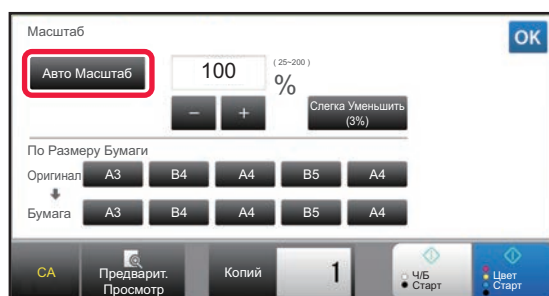 Масштаб
OK
Авто Масштаб
100
(25~200)
%
−
+
Слегка Уменьшить
(3%)
По Размеру Бумаги
Оригинал A3 B4 A4 B5 A4
Бумага A3 B4 A4 B5 A4
CA
Предварит.
Просмотр
Копий
1
Ч/Б
Старт
Цвет
Старт